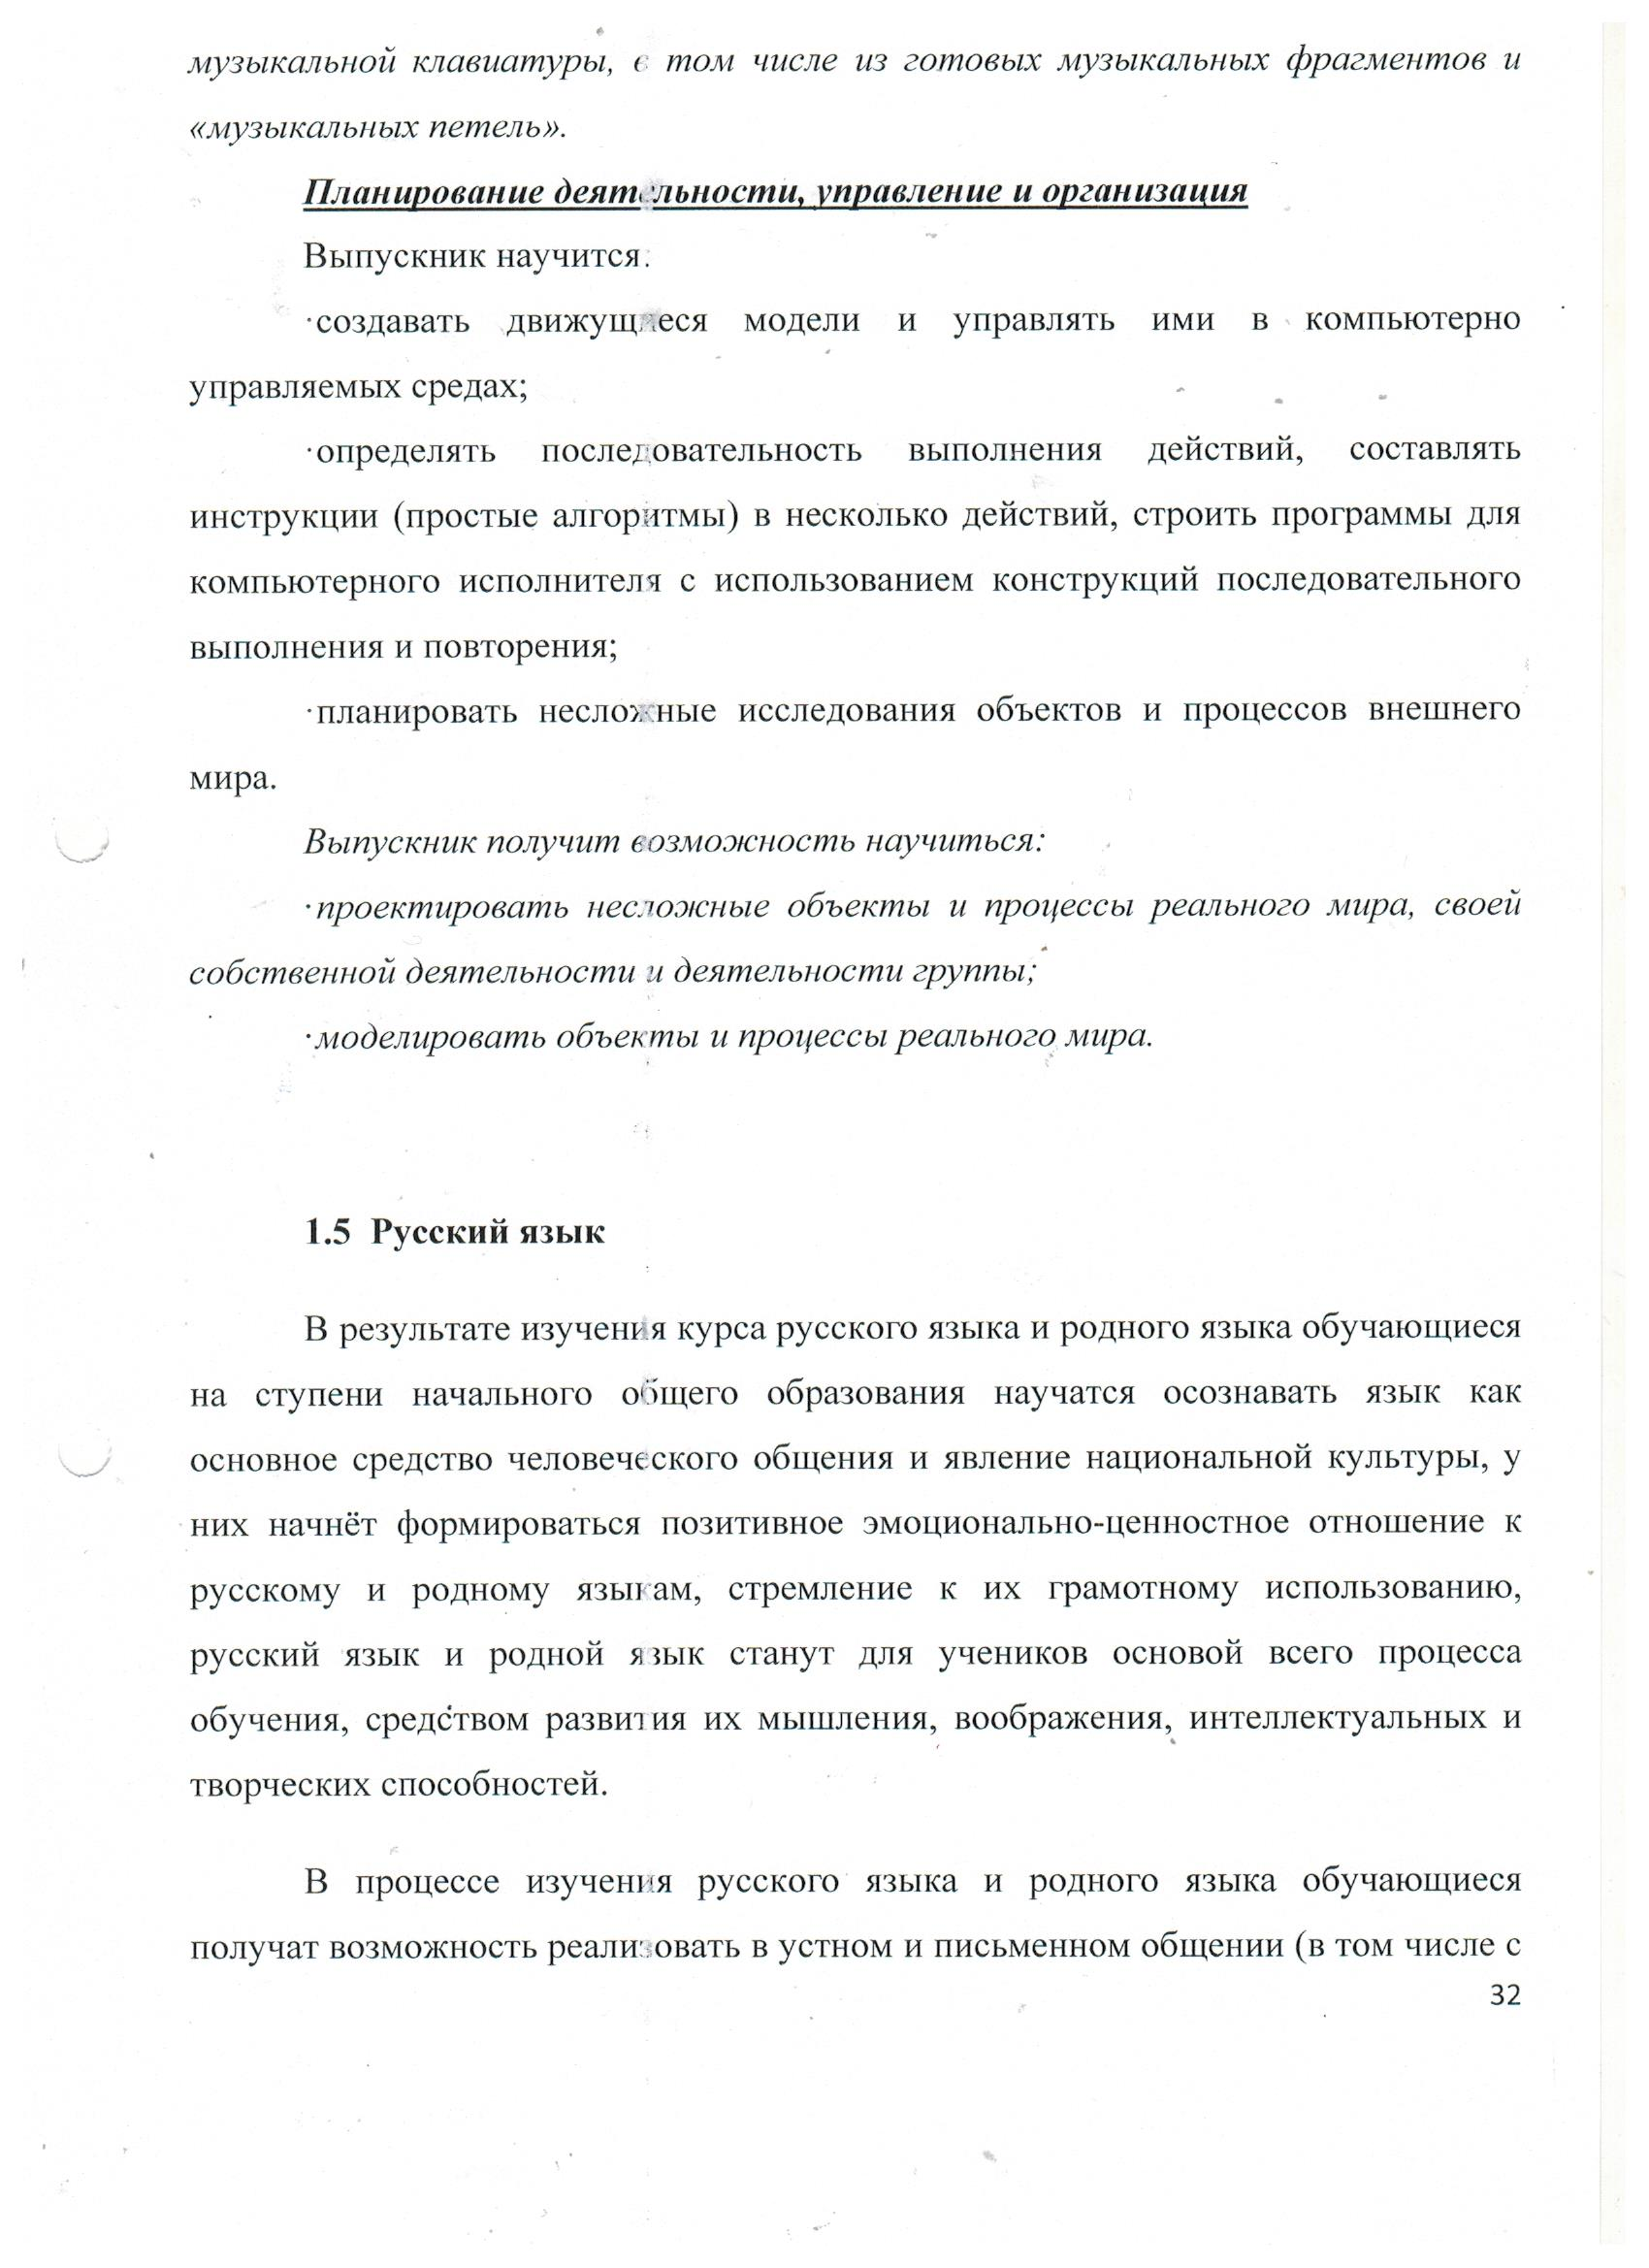 музыкальной клавиатуры, в том числе из готовых музыкальных фрагментов и
«музыкальных петель».
Планирование деятельности, управление и организация
Выпускник научится:
·создавать движущиеся модели и управлять ими в компьютерно
управляемых средах;
·определять последовательность выполнения действий, составлять
инструкции (простые алгоритмы) в несколько действий, строить программы для
компьютерного исполнителя с использованием конструкций последовательного
выполнения и повторения;
·планировать несложные исследования объектов и процессов внешнего
мира.
Выпускник получит возможность научиться:
·проектировать несложные объекты и процессы реального мира, своей
собственной деятельности и деятельности группы;
·моделировать объекты и процессы реального мира.
1.5 Русский язык
В результате изучения курса русского языка и родного языка обучающиеся
на ступени начального общего образования научатся осознавать язык как
основное средство человеческого общения и явление национальной культуры, у
них начнёт формироваться позитивное эмоционально-ценностное отношение к
русскому и родному языкам, стремление к их грамотному использованию,
русский язык и родной язык станут для учеников основой всего процесса
обучения, средством развития их мышления, воображения, интеллектуальных и
творческих способностей.
В процессе изучения русского языка и родного языка обучающиеся
получат возможность реализовать в устном и письменном общении (в том числе с
32